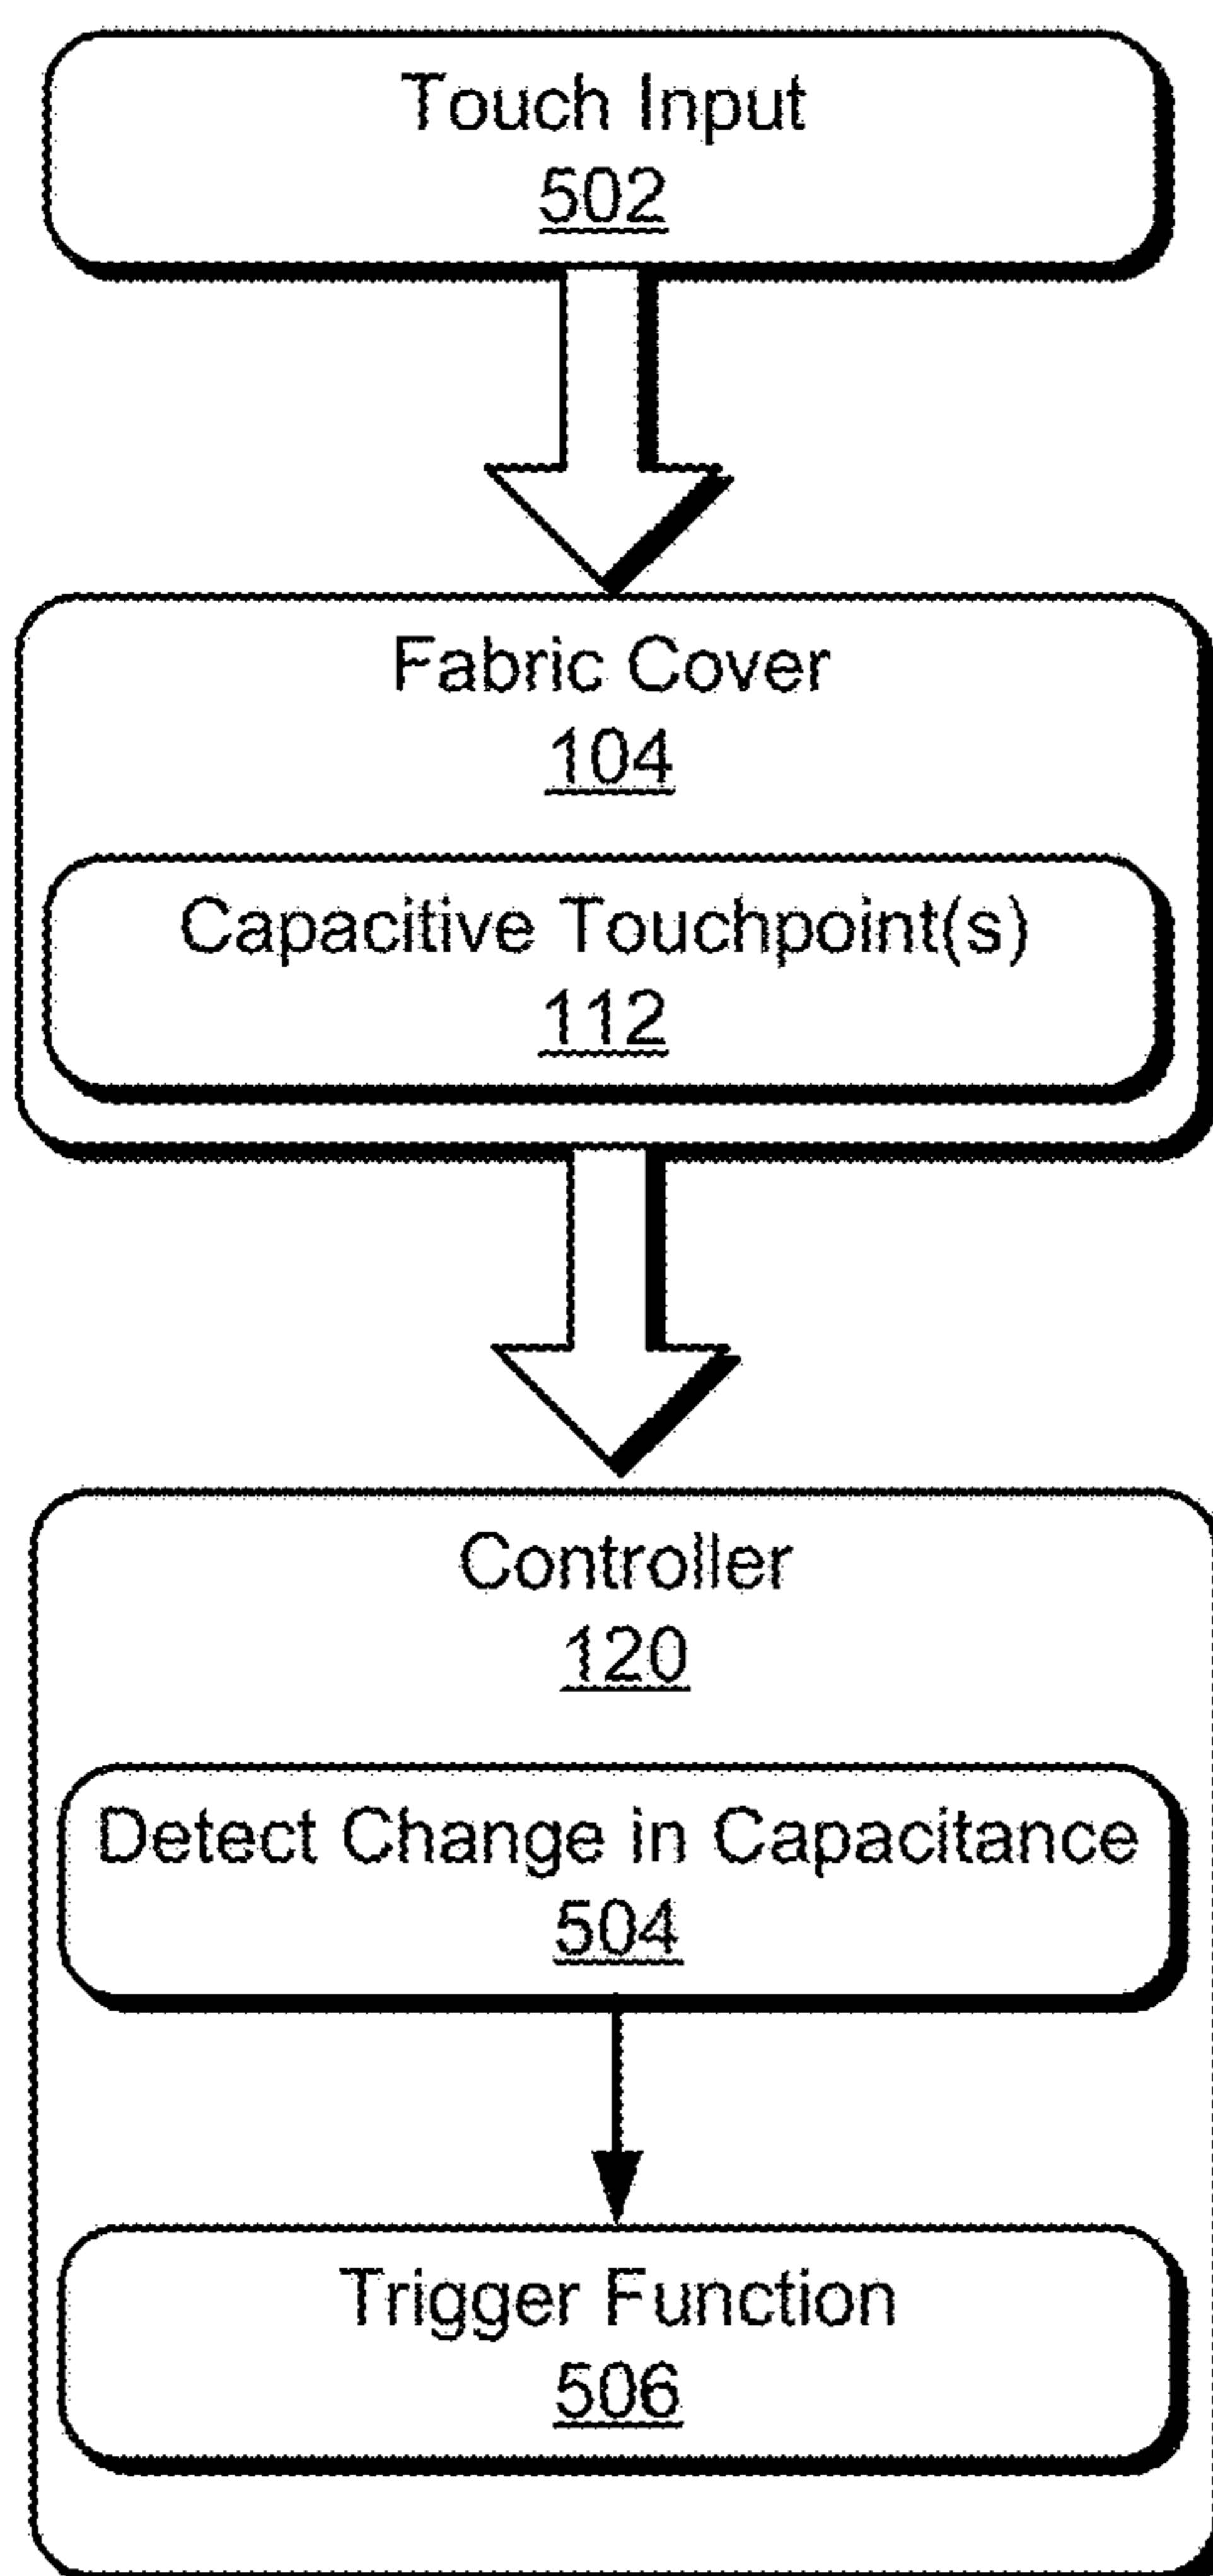 Touch Input
502
Fabric Cover
104
Capacitive Touchpoint(s)
112
Controller
120
Detect Change in Capacitance
504
Trigger Function
506